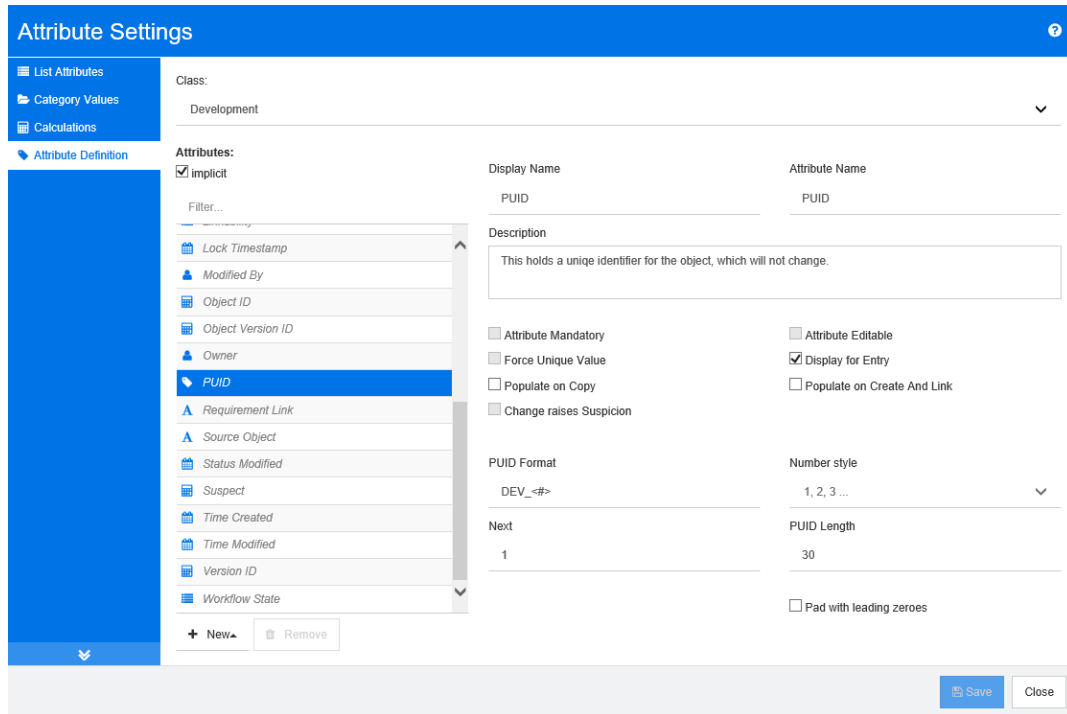 Attribute Settings
List Attributes
Category Values
Calculations
Attribute Definition
Class:
Development
Attributes:
implicit
Filter...
Lock Timestamp
Modified By
Object ID
Object Version ID
Owner
PUID
Requirement Link
Source Object
Status Modified
Suspect
Time Created
Time Modified
Version ID
Workflow State
New
Remove
Display Name
Attribute Name
PUID
PUID
Description
This holds a uniqe identifier for the object, which will not change.
Attribute Mandatory
Attribute Editable
Force Unique Value
Display for Entry
Populate on Copy
Populate on Create And Link
Change raises Suspicion
PUID Format
Number style
DEV_<#>
1, 2, 3 ...
Next
PUID Length
1
30
Pad with leading zeroes
Save
Close